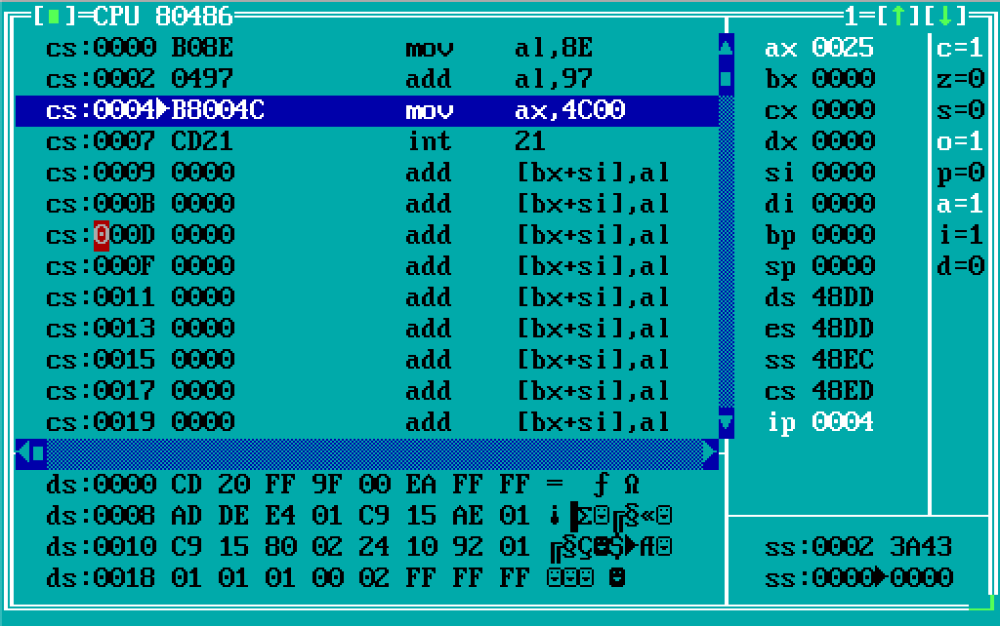 [■]=CPU 80486 1=[↑][↓]
cs:0000 B08E mov al,8E
cs:0002 0497 add al,97
cs:0004►B8004C mov ax,4C00
cs:0007 CD21 int 21
cs:0009 0000 add [bx+si],al
cs:000B 0000 add [bx+si],al
cs:000D 0000 add [bx+si],al
cs:000F 0000 add [bx+si],al
cs:0011 0000 add [bx+si],al
cs:0013 0000 add [bx+si],al
cs:0015 0000 add [bx+si],al
cs:0017 0000 add [bx+si],al
cs:0019 0000 add [bx+si],al
ax 0025 c=1
bx 0000 z=0
cx 0000 s=0
dx 0000 o=1
si 0000 p=0
di 0000 a=1
bp 0000 i=1
sp 0000 d=0
ds 48DD
es 48DD
ss 48EC
cs 48ED
ip 0004
ds:0000 CD 20 FF 9F 00 EA FF FF = ƒ Ω
ds:0008 AD DE E4 01 C9 15 AE 01 ¡▐Σ☺╔§«☺
ds:0010 C9 15 80 02 24 10 92 01 ╔§Ç☻$►Æ☺
ds:0018 01 01 01 00 02 FF FF FF ☺☺☺ ☻
ss:0002 3A43
ss:0000►0000